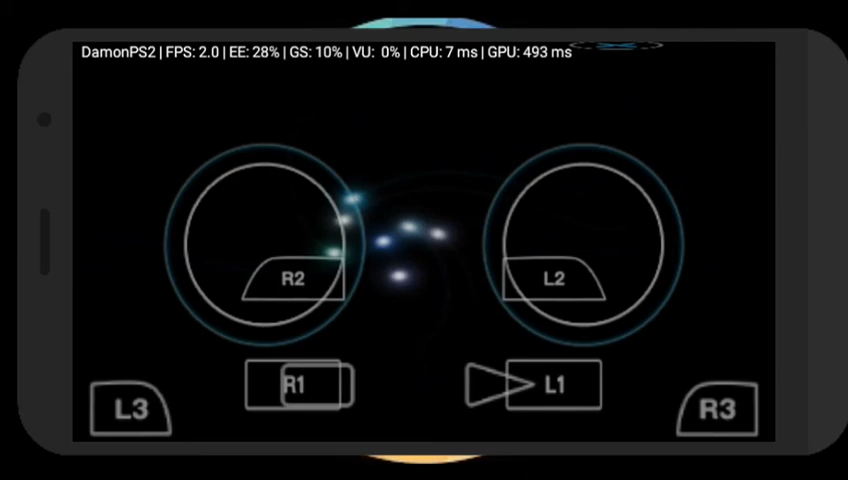 DamonPS2 | FPS: 2.0 | EE: 28% | GS: 10% | VU: 0% | CPU: 7 ms | GPU: 493 ms
R2 L2
R1 L1
L3 R3